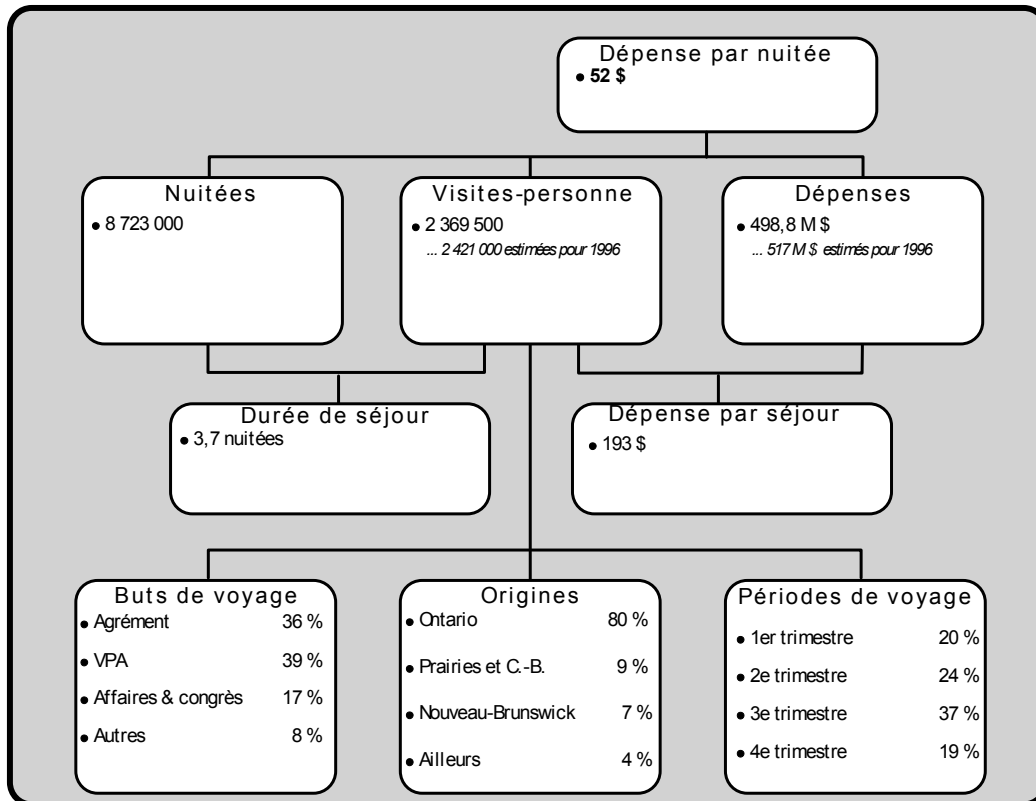 Dépense par nuitée
• 52 $
Nuitées
• 8 723 000
Visites-personne
• 2 369 500
... 2 421 000 estimées pour 1996
Dépenses
• 498,8 M $
... 517 M $ estimés pour 1996
Durée de séjour
• 3,7 nuitées
Dépense par séjour
• 193 $
Buts de voyage
• Agrément 36 %
• VPA 39 %
• Affaires & congrès 17 %
• Autres 8 %
Origines
• Ontario 80 %
• Prairies et C.-B. 9 %
• Nouveau-Brunswick 7 %
• Ailleurs 4 %
Périodes de voyage
• 1er trimestre 20 %
• 2e trimestre 24 %
• 3e trimestre 37 %
• 4e trimestre 19 %